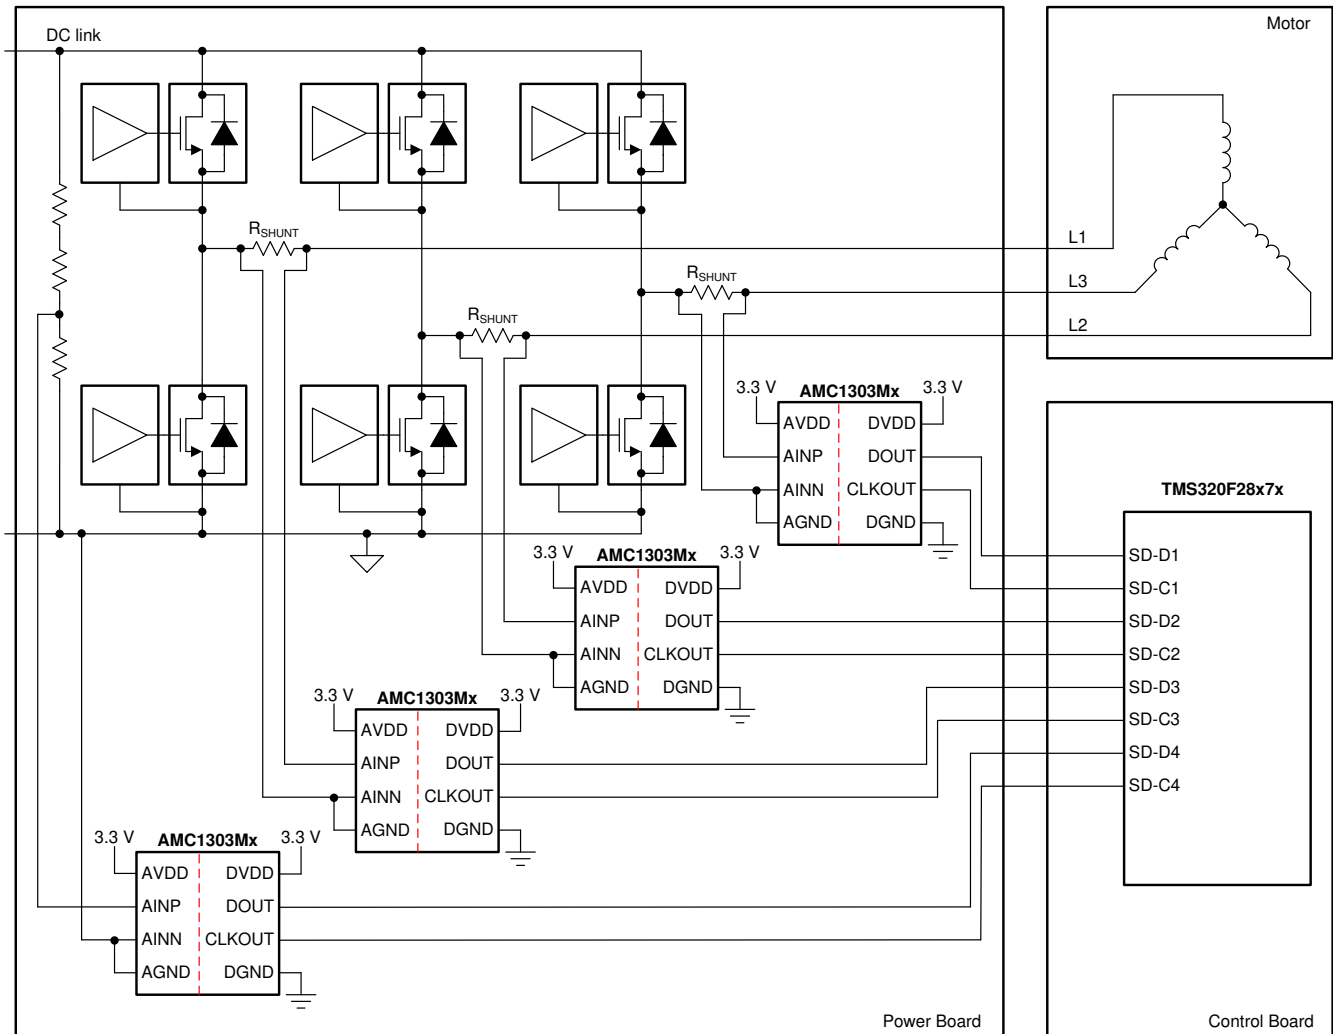 DC link
Motor
R_SHUNT
L1
R_SHUNT
L3
R_SHUNT
L2
3.3 V AMC1303Mx 3.3 V
AVDD DVDD
AINP DOUT
AINN CLKOUT
AGND DGND
TMS320F28x7x
SD-D1
SD-C1
SD-D2
SD-C2
SD-D3
SD-C3
SD-D4
SD-C4
3.3 V AMC1303Mx 3.3 V
AVDD DVDD
AINP DOUT
AINN CLKOUT
AGND DGND
3.3 V AMC1303Mx 3.3 V
AVDD DVDD
AINP DOUT
AINN CLKOUT
AGND DGND
3.3 V AMC1303Mx 3.3 V
AVDD DVDD
AINP DOUT
AINN CLKOUT
AGND DGND
Power Board
Control Board